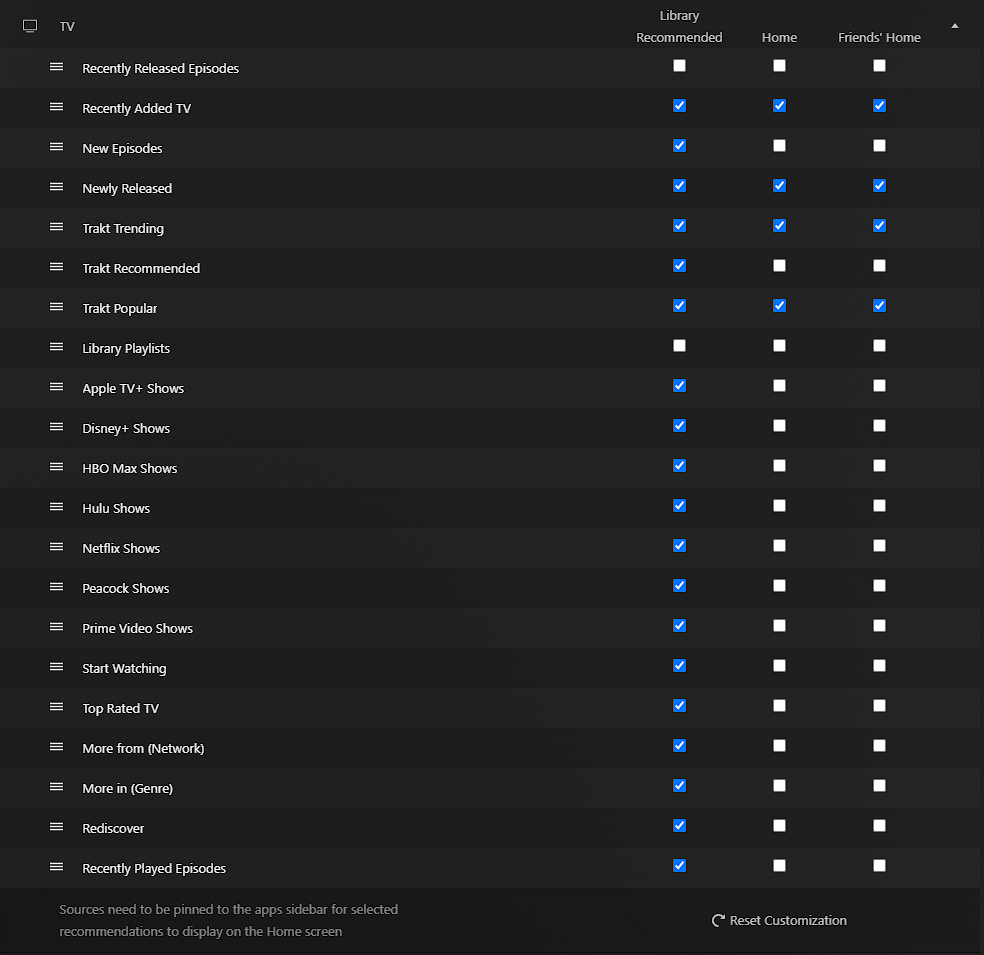 TV
Library
Recommended
Home
Friends' Home
Recently Released Episodes
Recently Added TV
New Episodes
Newly Released
Trakt Trending
Trakt Recommended
Trakt Popular
Library Playlists
Apple TV+ Shows
Disney+ Shows
HBO Max Shows
Hulu Shows
Netflix Shows
Peacock Shows
Prime Video Shows
Start Watching
Top Rated TV
More from (Network)
More in (Genre)
Rediscover
Recently Played Episodes
Sources need to be pinned to the apps sidebar for selected
recommendations to display on the Home screen
Reset Customization